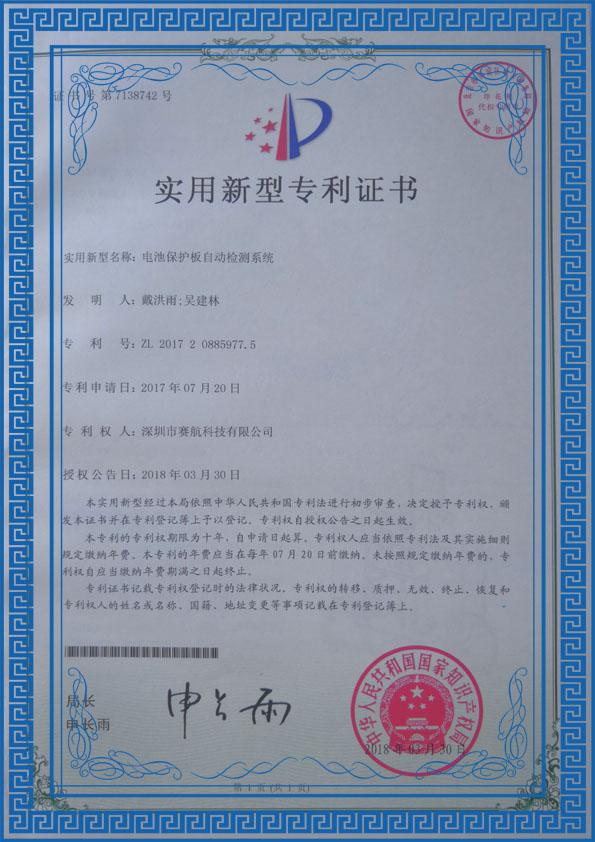 证书号第7138742号
实用新型专利证书
实用新型名称：电池保护板自动检测系统
发明人：戴洪雨;吴建林
专利号：ZL 2017 2 0885977.5
专利申请日：2017年07月20日
专利权人：深圳市赛航科技有限公司
授权公告日：2018年03月30日
本实用新型经过本局依照中华人民共和国专利法进行初步审查，决定授予专利权，颁
发本证书并在专利登记簿上予以登记。专利权自授权公告之日起生效。
本专利的专利权期限为十年，自申请日起算。专利权人应当依照专利法及其实施细则
规定缴纳年费。本专利的年费应当在每年07月20日前缴纳。未按照规定缴纳年费的，专
利权自应当缴纳年费期满之日起终止。
专利证书记载专利权登记时的法律状况。专利权的转移、质押、无效、终止、恢复和
专利权人的姓名或名称、国籍、地址变更等事项记载在专利登记簿上。
局长
申长雨
申长雨
中华人民共和国国家知识产权局
2018年03月30日
第1页(共1页)